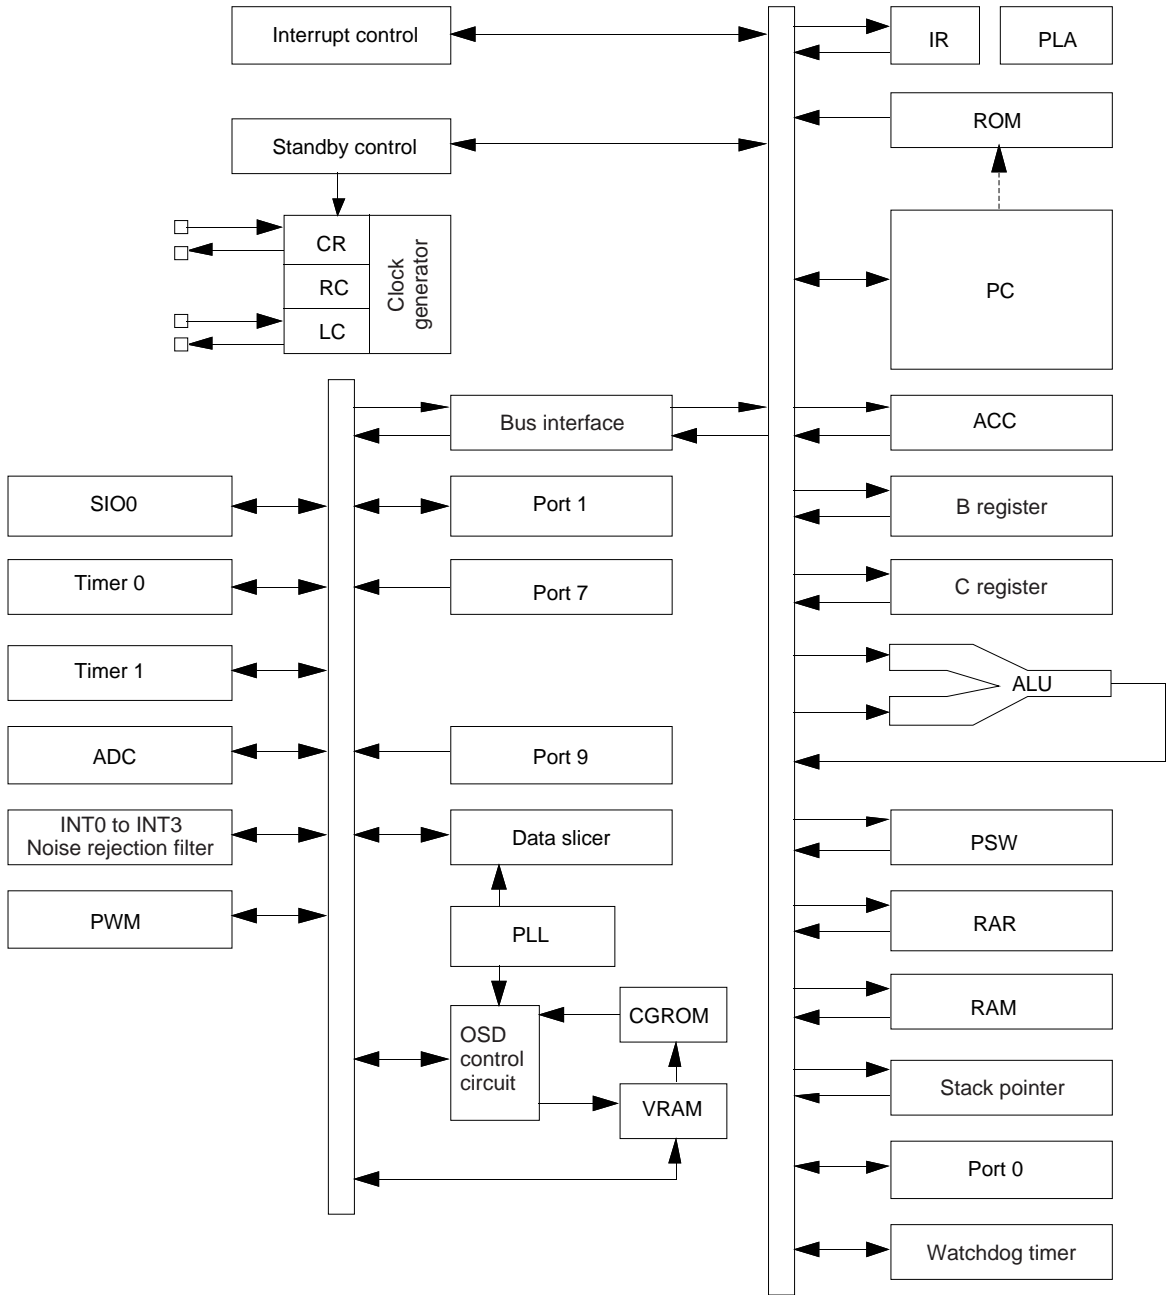 Interrupt control
IR
PLA
ROM
Standby control
CR
RC
LC
Clock
generator
PC
Bus interface
ACC
SIO0
Port 1
B register
Timer 0
Port 7
C register
Timer 1
ALU
ADC
Port 9
INT0 to INT3
Noise rejection filter
Data slicer
PSW
PWM
PLL
RAR
CGROM
RAM
OSD
control
circuit
VRAM
Stack pointer
Port 0
Watchdog timer